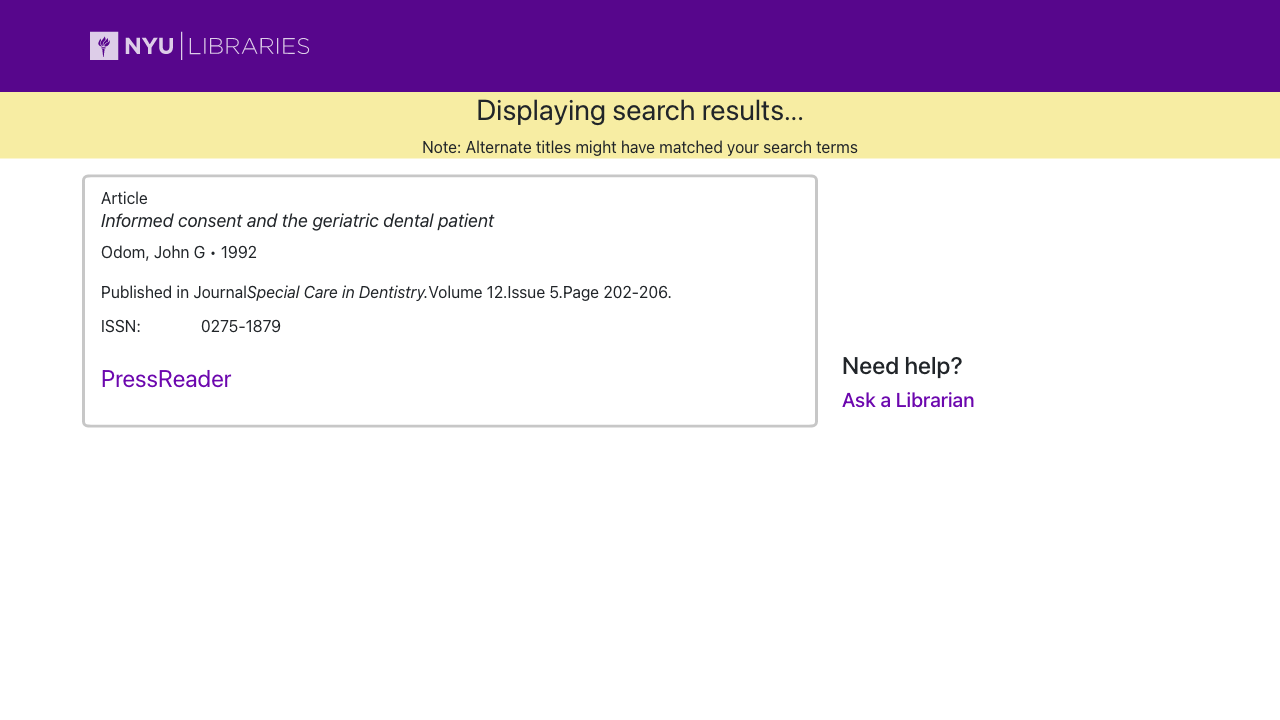 NYU LIBRARIES
Displaying search results...
Note: Alternate titles might have matched your search terms
Article
Informed consent and the geriatric dental patient
Odom, John G • 1992
Published in JournalSpecial Care in Dentistry.Volume 12.Issue 5.Page 202-206.
ISSN: 0275-1879
PressReader
Need help?
Ask a Librarian